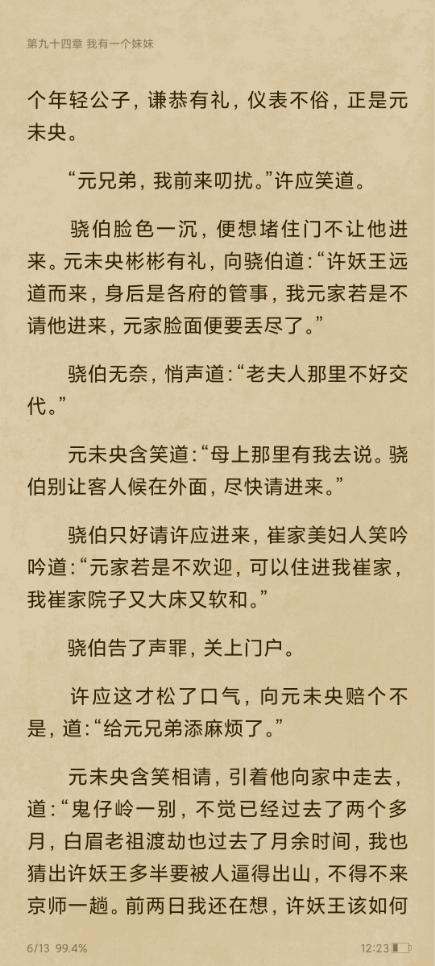 第九十四章 我有一个妹妹
个年轻公子，谦恭有礼，仪表不俗，正是元
未央。
“元兄弟，我前来叨扰。”许应笑道。
骁伯脸色一沉，便想堵住门不让他进
来。元未央彬彬有礼，向骁伯道：“许妖王远
道而来，身后是各府的管事，我元家若是不
请他进来，元家脸面便要丢尽了。”
骁伯无奈，悄声道：“老夫人那里不好交
代。”
元未央含笑道：“母上那里有我去说。骁
伯别让客人候在外面，尽快请进来。”
骁伯只好请许应进来，崔家美妇人笑吟
吟道：“元家若是不欢迎，可以住进我崔家，
我崔家院子又大床又软和。”
骁伯告了声罪，关上门户。
许应这才松了口气，向元未央赔个不
是，道：“给元兄弟添麻烦了。”
元未央含笑相请，引着他向家中走去，
道：“鬼仔岭一别，不觉已经过去了两个多
月，白眉老祖渡劫也过去了月余时间，我也
猜出许妖王多半要被人逼得出山，不得不来
京师一趟。前两日我还在想，许妖王该如何
6/13 99.4%
12:23